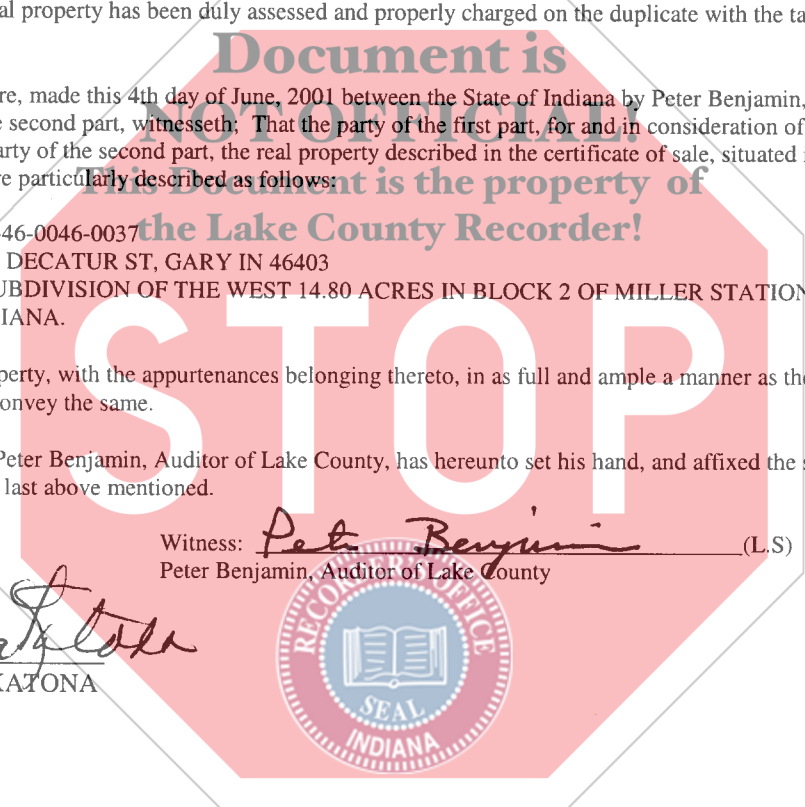 al property has been duly assessed and properly charged on the duplicate with the ta
Document is
re, made this 4th day of June, 2001 between the State of Indiana by Peter Benjamin,
NOT OFFICIAL!
e second part, witnesseth; That the party of the first part, for and in consideration of
arty of the second part, the real property described in the certificate of sale, situated
re particularly described as follows:
This Document is the property of
the Lake County Recorder!
-46-0046-0037
DECATUR ST, GARY IN 46403
UBDIVISION OF THE WEST 14.80 ACRES IN BLOCK 2 OF MILLER STATION
IANA.
STOP
perty, with the appurtenances belonging thereto, in as full and ample a manner as the
onvey the same.
Peter Benjamin, Auditor of Lake County, has hereunto set his hand, and affixed the s
last above mentioned.
Witness: Peter Benjamin (L.S)
Peter Benjamin, Auditor of Lake County
RECORDER'S OFFICE
SEAL
INDIANA
KATONA